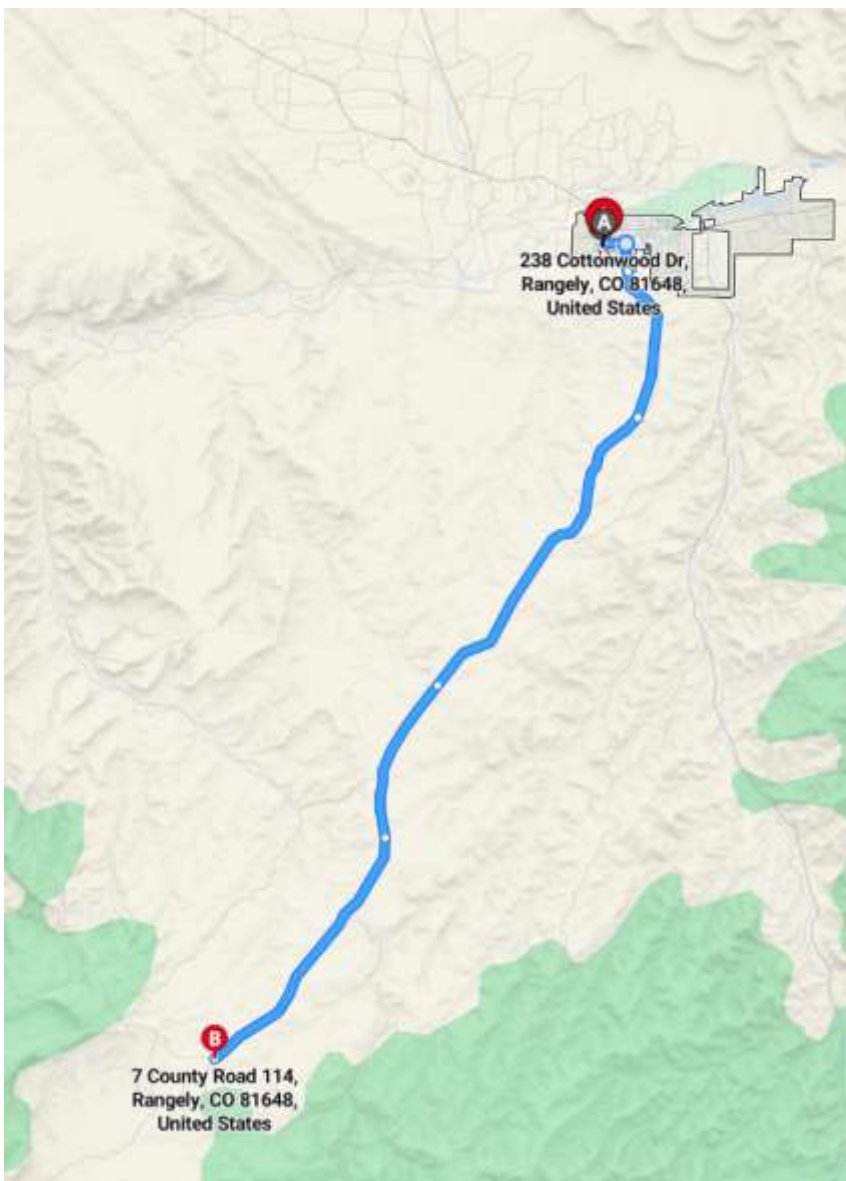 A
238 Cottonwood Dr,
Rangely, CO 81648,
United States
B
7 County Road 114,
Rangely, CO 81648,
United States